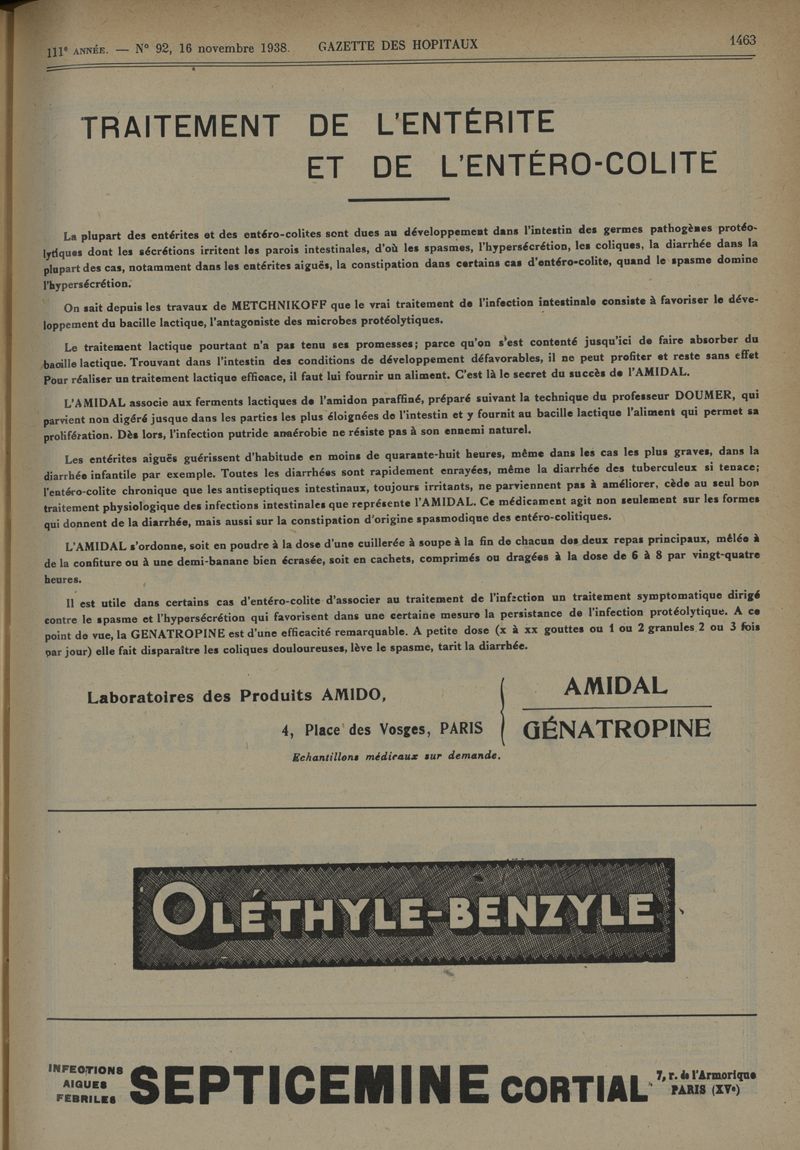 111e ANNÉE. — N° 92, 16 novembre 1938. GAZETTE DES HOPITAUX 1463
TRAITEMENT DE L'ENTÉRITE
ET DE L'ENTÉRO-COLITE
La plupart des entérites et des entéro-colites sont dues au développement dans l'intestin des germes pathogènes protéo-
lytiques dont les sécrétions irritent les parois intestinales, d'où les spasmes, l'hypersécrétion, les coliques, la diarrhée dans la
plupart des cas, notamment dans les entérites aiguës, la constipation dans certains cas d'entéro-colite, quand le spasme domine
l'hypersécrétion.
On sait depuis les travaux de METCHNIKOFF que le vrai traitement de l'infection intestinale consiste à favoriser le déve-
loppement du bacille lactique, l'antagoniste des microbes protéolytiques.
Le traitement lactique pourtant n'a pas tenu ses promesses; parce qu'on s'est contenté jusqu'ici de faire absorber du
bacille lactique. Trouvant dans l'intestin des conditions de développement défavorables, il ne peut profiter et reste sans effet
Pour réaliser un traitement lactique efficace, il faut lui fournir un aliment. C'est là le secret du succès de l'AMIDAL.
L'AMIDAL associe aux ferments lactiques de l'amidon paraffiné, préparé suivant la technique du professeur DOUMER, qui
parvient non digéré jusque dans les parties les plus éloignées de l'intestin et y fournit au bacille lactique l'aliment qui permet sa
prolifération. Dès lors, l'infection putride anaérobie ne résiste pas à son ennemi naturel.
Les entérites aiguës guérissent d'habitude en moins de quarante-huit heures, même dans les cas les plus graves, dans la
diarrhée infantile par exemple. Toutes les diarrhées sont rapidement enrayées, même la diarrhée des tuberculeux si tenace;
l'entéro-colite chronique que les antiseptiques intestinaux, toujours irritants, ne parviennent pas à améliorer, cède au seul bon
traitement physiologique des infections intestinales que représente l'AMIDAL. Ce médicament agit non seulement sur les formes
qui donnent de la diarrhée, mais aussi sur la constipation d'origine spasmodique des entéro-colitiques.
L'AMIDAL s'ordonne, soit en poudre à la dose d'une cuillerée à soupe à la fin de chacun des deux repas principaux, mêlée à
de la confiture ou à une demi-banane bien écrasée, soit en cachets, comprimés ou dragées à la dose de 6 à 8 par vingt-quatre
heures.
Il est utile dans certains cas d'entéro-colite d'associer au traitement de l'infection un traitement symptomatique dirigé
contre le spasme et l'hypersécrétion qui favorisent dans une certaine mesure la persistance de l'infection protéolytique. A ce
point de vue, la GENATROPINE est d'une efficacité remarquable. A petite dose (x à xx gouttes ou 1 ou 2 granules 2 ou 3 fois
par jour) elle fait disparaître les coliques douloureuses, lève le spasme, tarit la diarrhée.
Laboratoires des Produits AMIDO,
4, Place des Vosges, PARIS
Echantillons médicaux sur demande.
AMIDAL
GÉNATROPINE
OLÉTHYLE-BENZYLE
INFECTIONS
AIGUES
FEBRILES
SEPTICEMINE CORTIAL
7, r. de l'Armorique
PARIS (XVe)